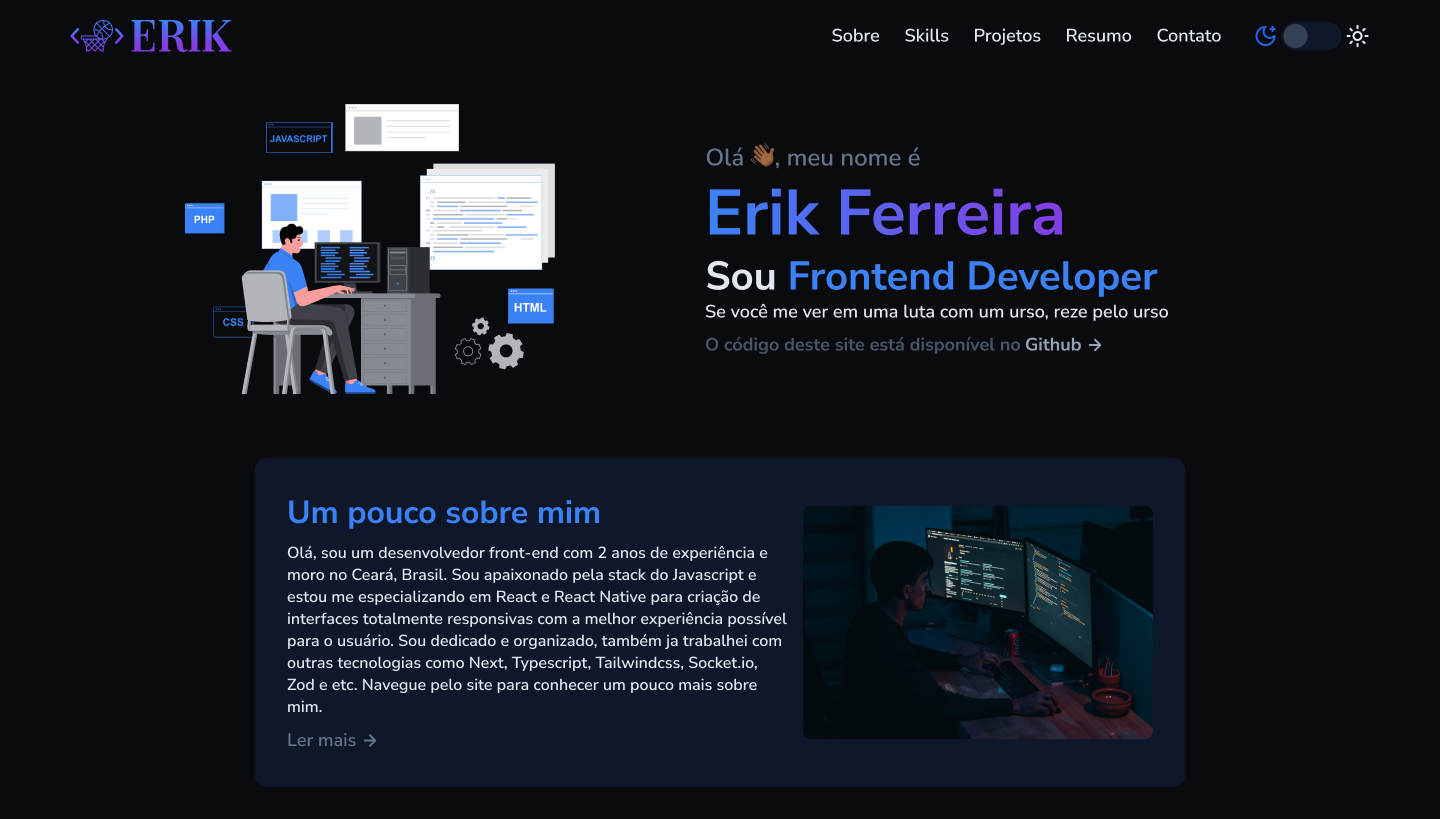 ERIK
Sobre Skills Projetos Resumo Contato
JAVASCRIPT
PHP
HTML
CSS
Olá 👋🏾, meu nome é
Erik Ferreira
Sou Frontend Developer
Se você me ver em uma luta com um urso, reze pelo urso
O código deste site está disponível no Github →
Um pouco sobre mim
Olá, sou um desenvolvedor front-end com 2 anos de experiência e
moro no Ceará, Brasil. Sou apaixonado pela stack do Javascript e
estou me especializando em React e React Native para criação de
interfaces totalmente responsivas com a melhor experiência possível
para o usuário. Sou dedicado e organizado, também ja trabalhei com
outras tecnologias como Next, Typescript, Tailwindcss, Socket.io,
Zod e etc. Navegue pelo site para conhecer um pouco mais sobre
mim.
Ler mais →